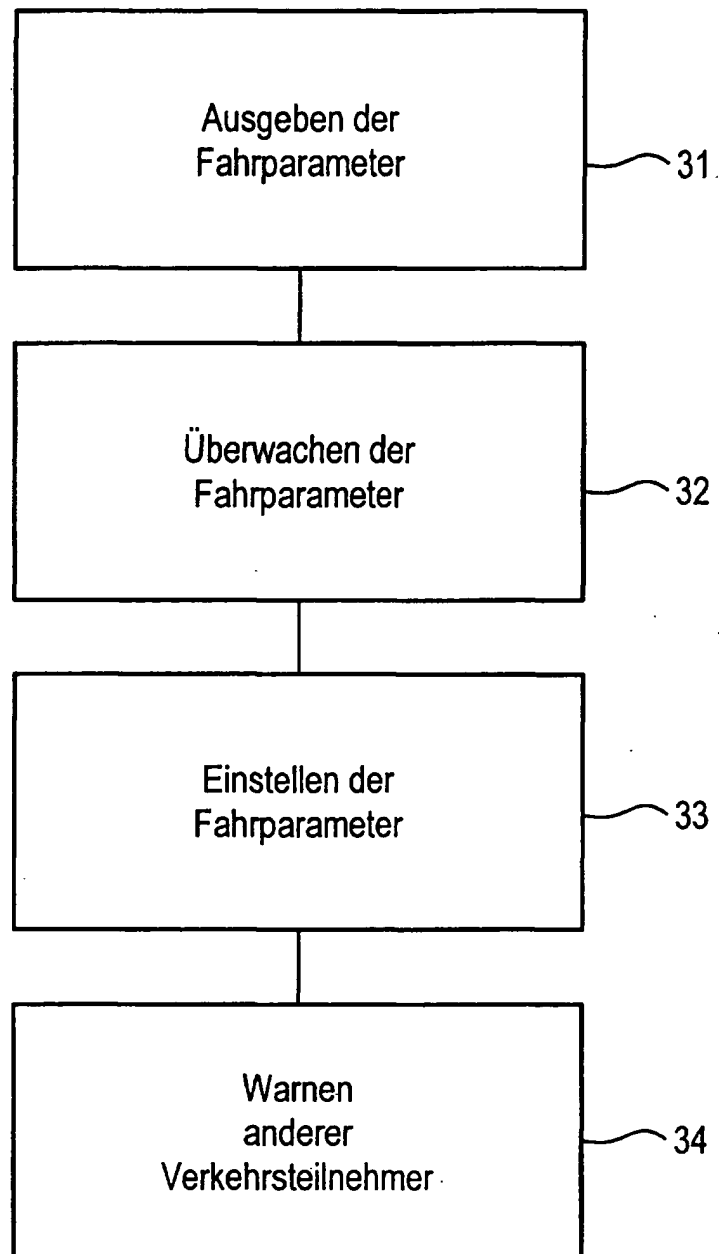 Ausgeben der
Fahrparameter
31
Überwachen der
Fahrparameter
32
Einstellen der
Fahrparameter
33
Warnen
anderer
Verkehrsteilnehmer
34